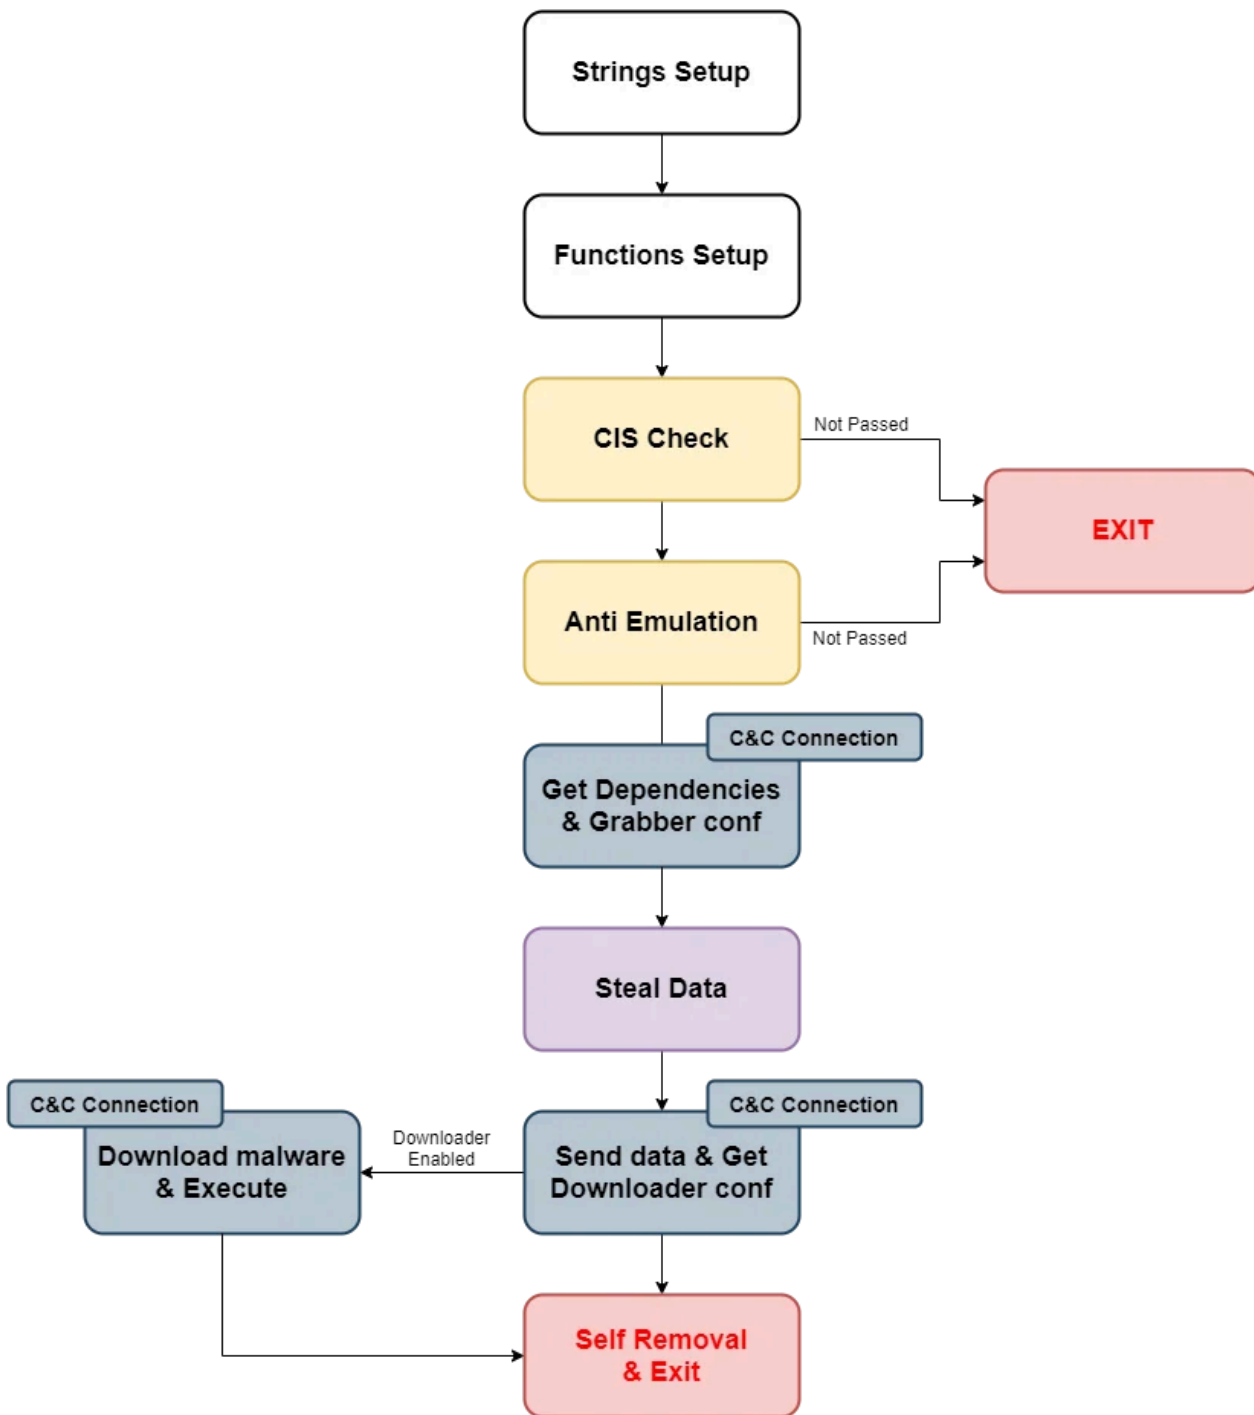 Strings Setup
Functions Setup
CIS Check
Not Passed
EXIT
Anti Emulation
Not Passed
C&C Connection
Get Dependencies
& Grabber conf
Steal Data
C&C Connection
C&C Connection
Download malware
& Execute
Downloader
Enabled
Send data & Get
Downloader conf
Self Removal
& Exit